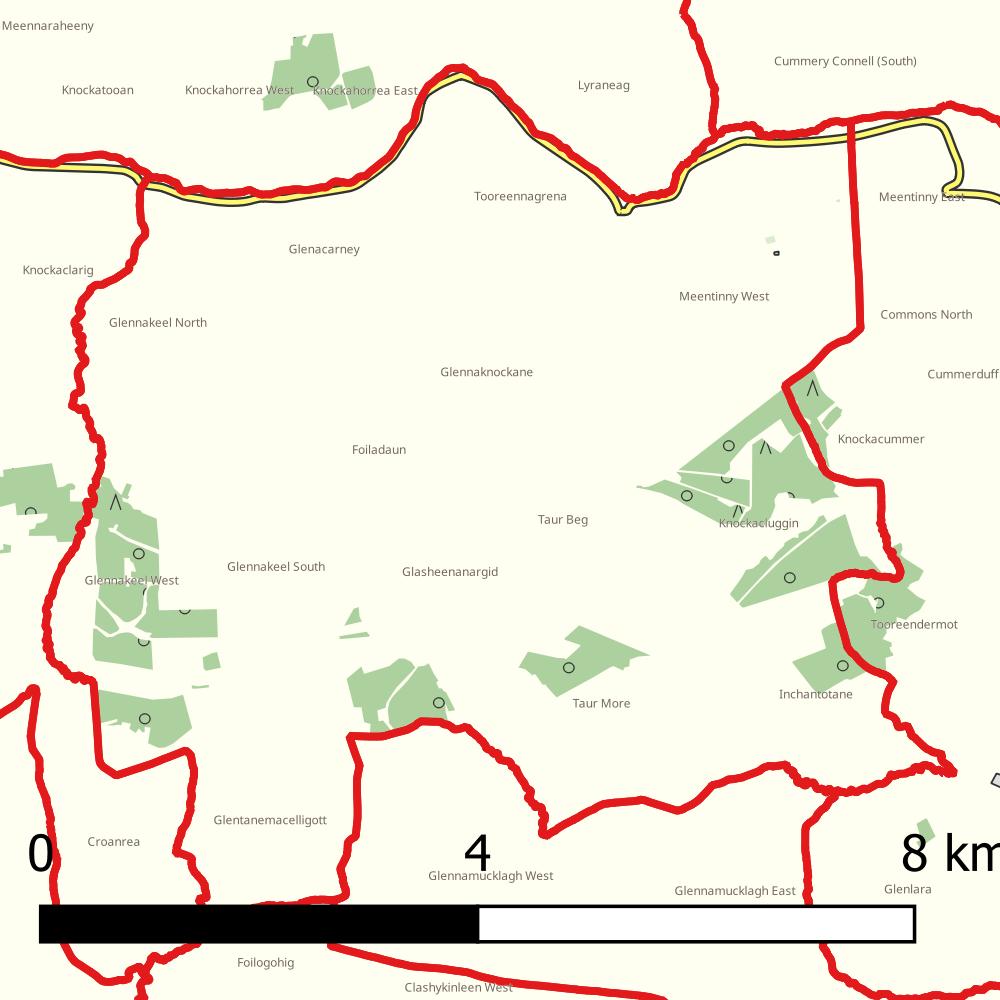 Meennaraheeny
Cummery Connell (South)
Knockatooan
Knockahorrea West
Knockahorrea East
Lyraneag
Tooreennagrena
Meentinny East
Glenacarney
Knockaclarig
Meentinny West
Commons North
Glennakeel North
Glennaknockane
Cummerduff
Knockacummer
Foiladaun
Taur Beg
Knockacluggin
Glennakeel South
Glasheenanargid
Glennakeel West
Tooreendermot
Inchantotane
Taur More
Glentanemacelligott
Croanrea
0
4
8 km
Glennamucklagh West
Glennamucklagh East
Glenlara
Foilogohig
Clashykinleen West